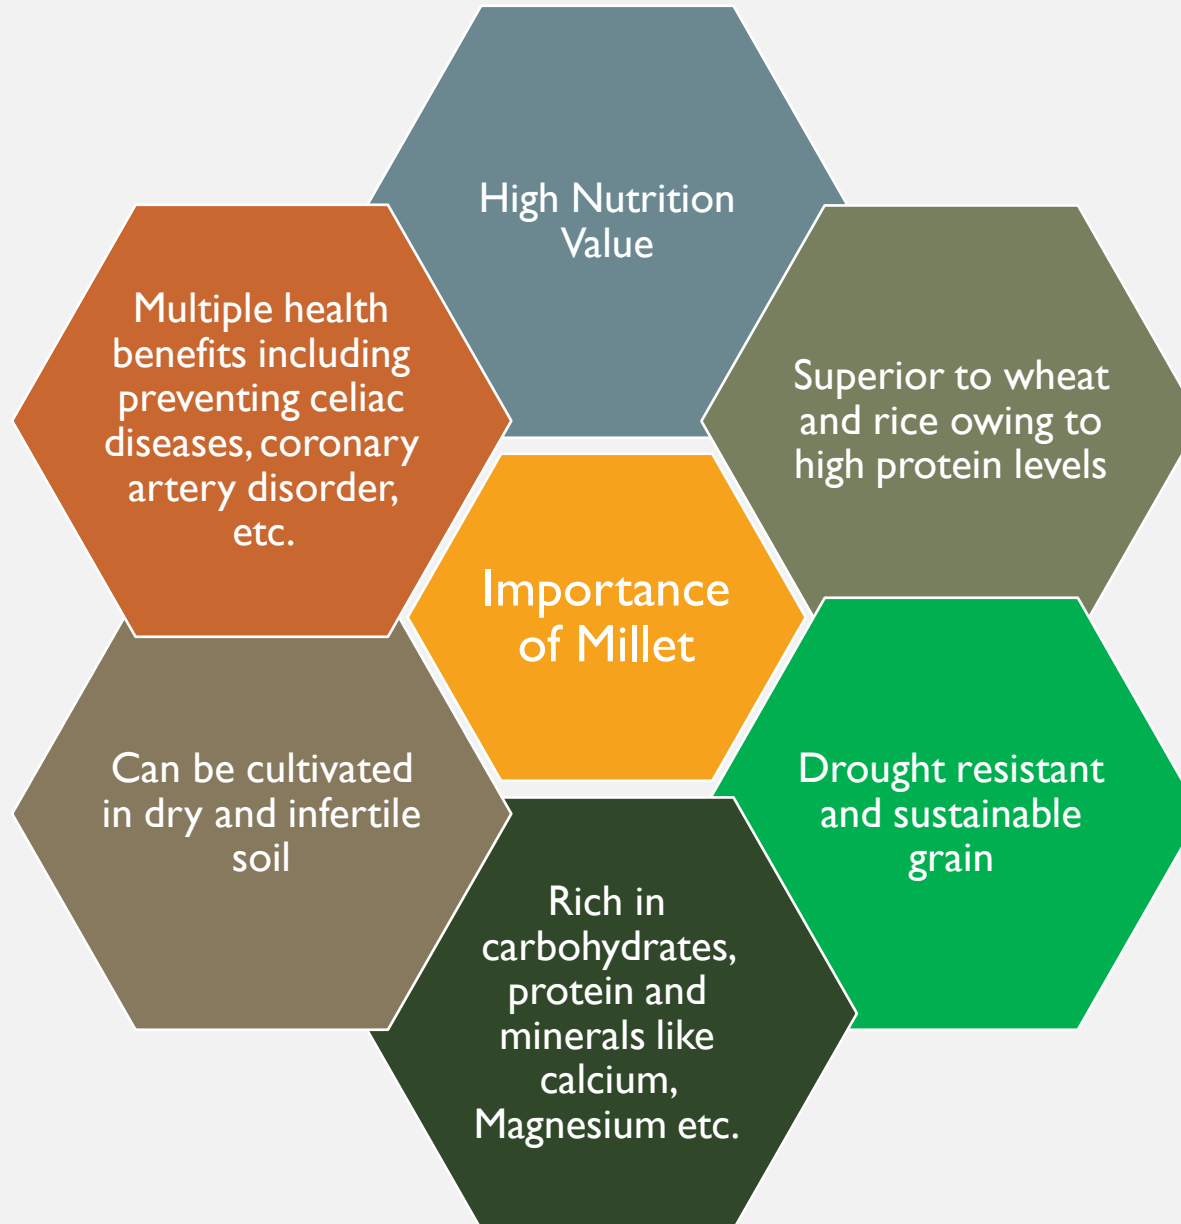 High Nutrition
Value
Superior to wheat
and rice owing to
high protein levels
Drought resistant
and sustainable
grain
Rich in
carbohydrates,
protein and
minerals like
calcium,
Magnesium etc.
Can be cultivated
in dry and infertile
soil
Multiple health
benefits including
preventing celiac
diseases, coronary
artery disorder,
etc.
Importance
of Millet